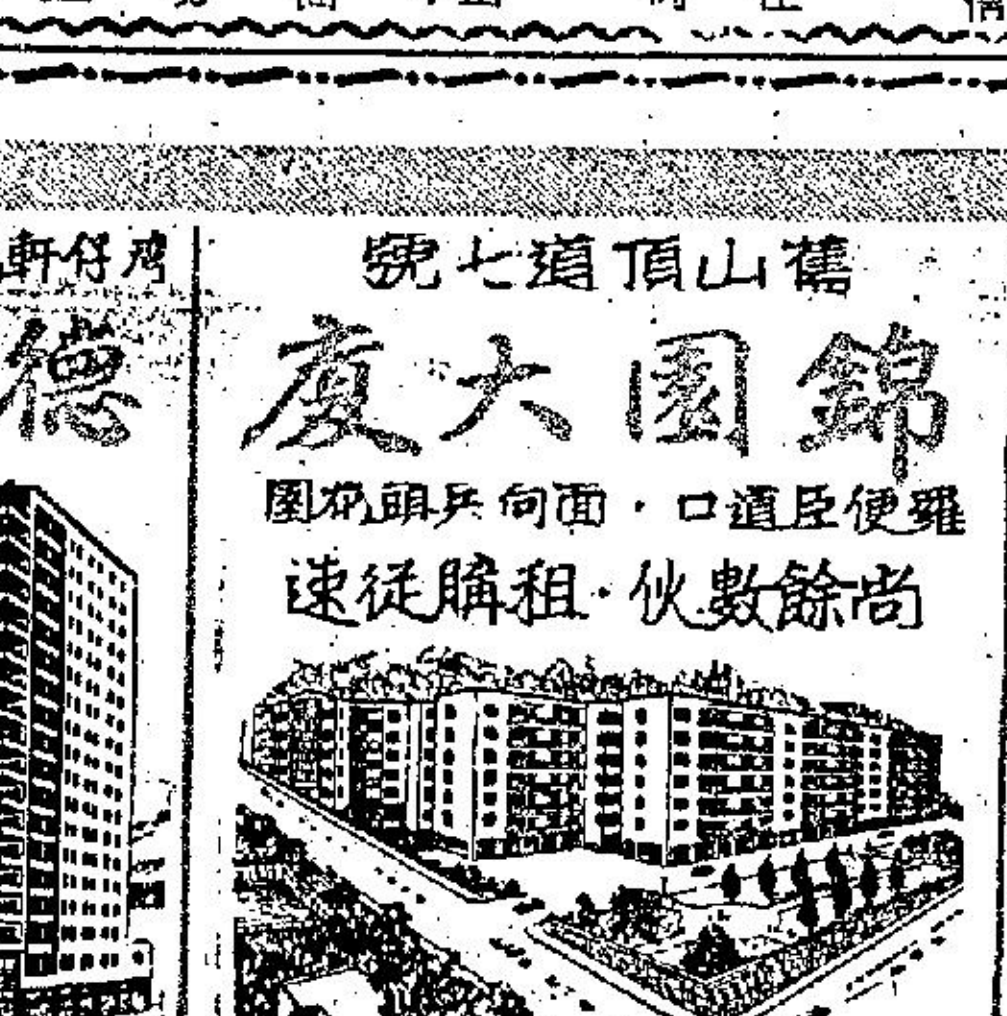 舊山頂道七號
錦園大廈
羅便臣道口·面向兵頭花園
尚餘數伙·租購從速
湾仔軒
德